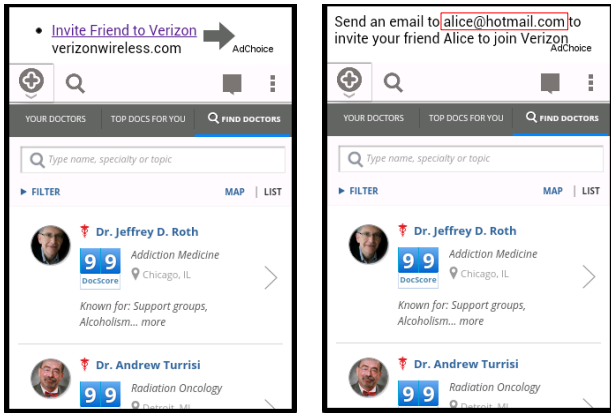 • Invite Friend to Verizon
verizonwireless.com
AdChoice
YOUR DOCTORS
TOP DOCS FOR YOU
FIND DOCTORS
Type name, specialty or topic
FILTER
MAP | LIST
Dr. Jeffrey D. Roth
99
DocScore
Addiction Medicine
Chicago, IL
Known for: Support groups,
Alcoholism... more
Dr. Andrew Turrisi
99
Radiation Oncology
Detroit, MI
Send an email to alice@hotmail.com to
invite your friend Alice to join Verizon
AdChoice
YOUR DOCTORS
TOP DOCS FOR YOU
FIND DOCTORS
Type name, specialty or topic
FILTER
MAP | LIST
Dr. Jeffrey D. Roth
99
DocScore
Addiction Medicine
Chicago, IL
Known for: Support groups,
Alcoholism... more
Dr. Andrew Turrisi
99
Radiation Oncology
Detroit, MI